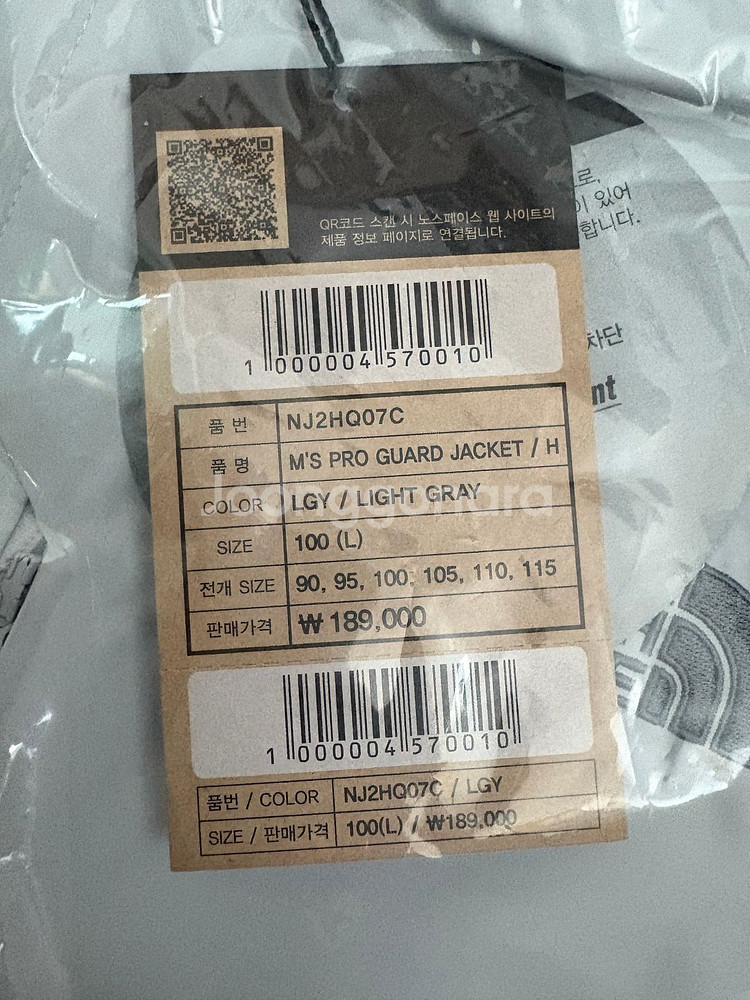 QR코드 스캔 시 노스페이스 웹 사이트의
제품 정보 페이지로 연결됩니다.
로,
이 있어
합니다.
차단
nt
1 000004 570010
품 번 NJ2HQ07C
품 명 M'S PRO GUARD JACKET / H
COLOR LGY / LIGHT GRAY
SIZE 100 (L)
전개 SIZE 90, 95, 100, 105, 110, 115
판매가격 ₩ 189,000
Joonggonara
1 000004 570010
품번 / COLOR NJ2HQ07C / LGY
SIZE / 판매가격 100(L) / ₩189,000